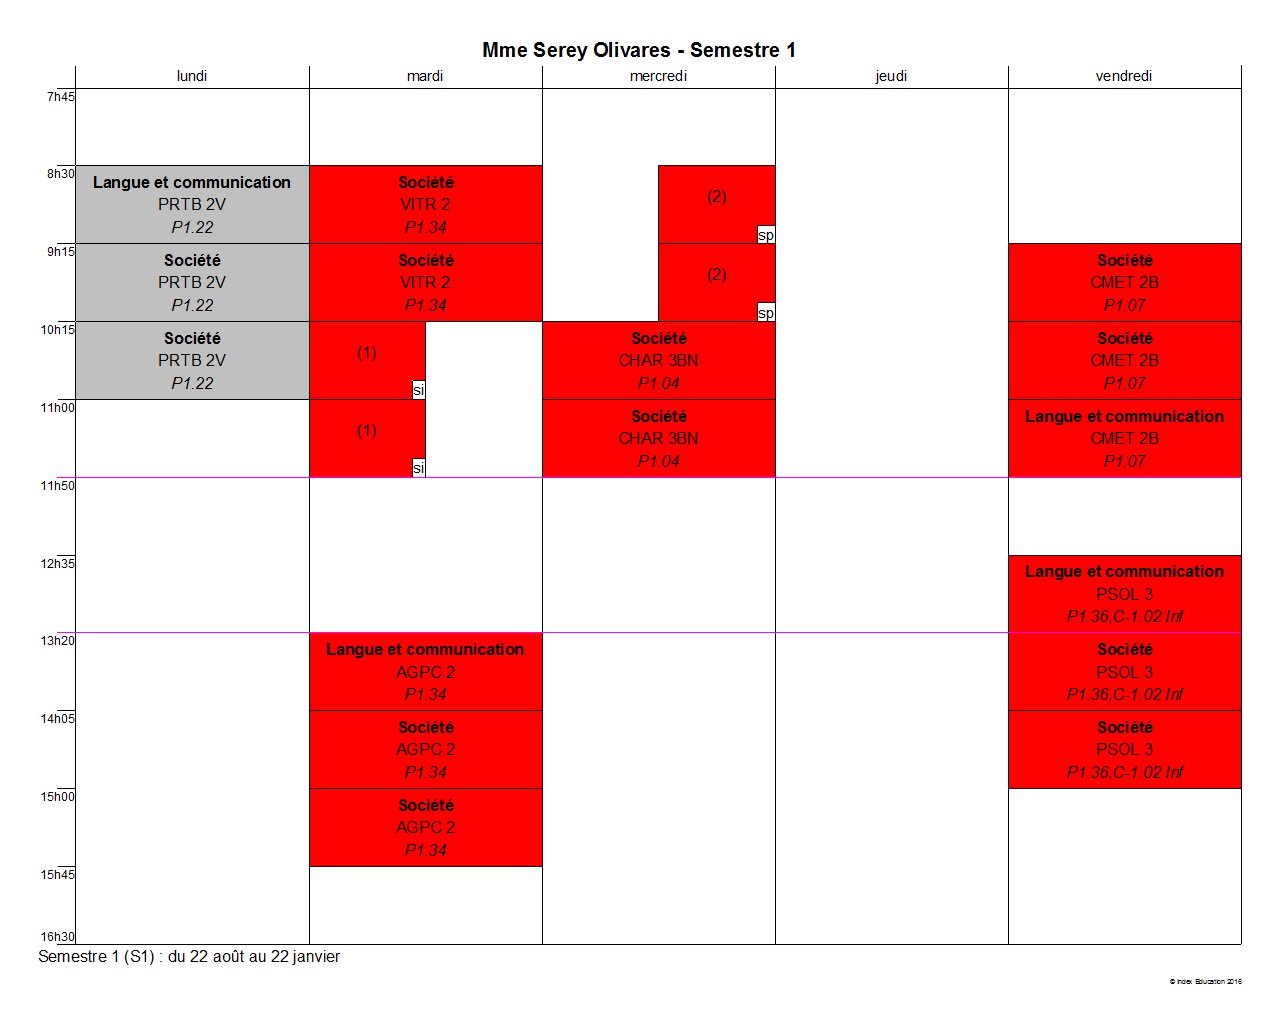 Mme Serey Olivares - Semestre 1
lundi mardi mercredi jeudi vendredi
7h45
8h30
Langue et communication
PRTB 2V
P1.22
Société
VITR 2
P1.34
(2)
sp
9h15
Société
PRTB 2V
P1.22
Société
VITR 2
P1.34
(2)
sp
Société
CMET 2B
P1.07
10h15
Société
PRTB 2V
P1.22
(1)
si
Société
CHAR 3BN
P1.04
Société
CMET 2B
P1.07
11h00
(1)
si
Société
CHAR 3BN
P1.04
Langue et communication
CMET 2B
P1.07
11h50
12h35
Langue et communication
PSOL 3
P1.36,C-1.02 Inf
13h20
Langue et communication
AGPC 2
P1.34
Société
PSOL 3
P1.36,C-1.02 Inf
14h05
Société
AGPC 2
P1.34
Société
PSOL 3
P1.36,C-1.02 Inf
15h00
Société
AGPC 2
P1.34
15h45
16h30
Semestre 1 (S1) : du 22 août au 22 janvier
© Index Education 2016